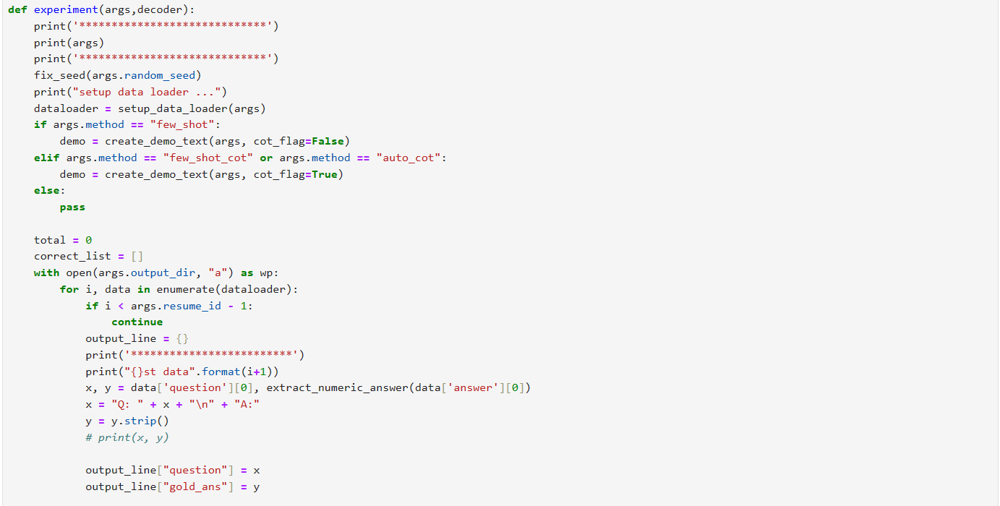 def experiment(args,decoder):
    print('*****************************')
    print(args)
    print('*****************************')
    fix_seed(args.random_seed)
    print("setup data loader ...")
    dataloader = setup_data_loader(args)
    if args.method == "few_shot":
        demo = create_demo_text(args, cot_flag=False)
    elif args.method == "few_shot_cot" or args.method == "auto_cot":
        demo = create_demo_text(args, cot_flag=True)
    else:
        pass

    total = 0
    correct_list = []
    with open(args.output_dir, "a") as wp:
        for i, data in enumerate(dataloader):
            if i < args.resume_id - 1:
                continue
            output_line = {}
            print('*************************')
            print("{}st data".format(i+1))
            x, y = data['question'][0], extract_numeric_answer(data['answer'][0])
            x = "Q: " + x + "\n" + "A:"
            y = y.strip()
            # print(x, y)

            output_line["question"] = x
            output_line["gold_ans"] = y